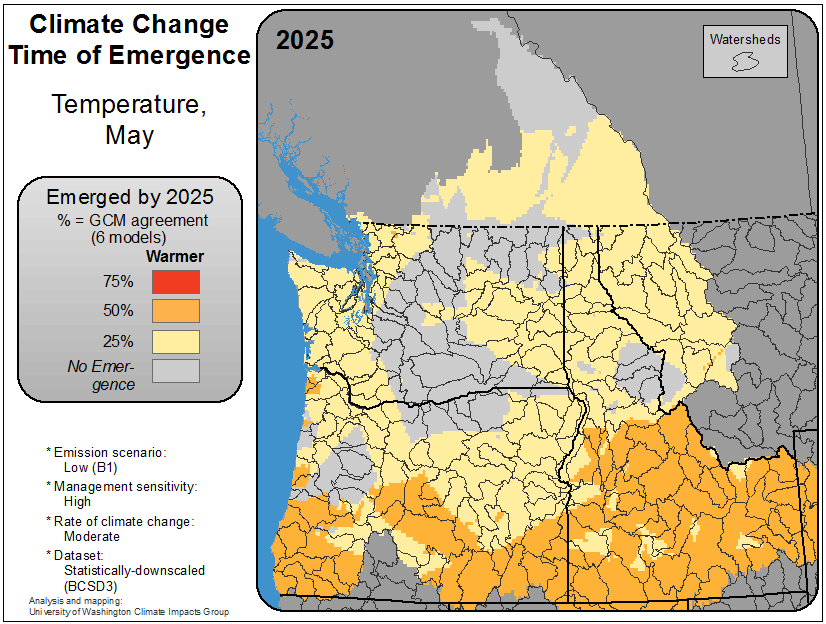 Climate Change
Time of Emergence
Temperature,
May
Emerged by 2025
% = GCM agreement
(6 models)
Warmer
75%
50%
25%
No Emer-
gence
* Emission scenario:
Low (B1)
* Management sensitivity:
High
* Rate of climate change:
Moderate
* Dataset:
Statistically-downscaled
(BCSD3)
Analysis and mapping:
University of Washington Climate Impacts Group
2025
Watersheds